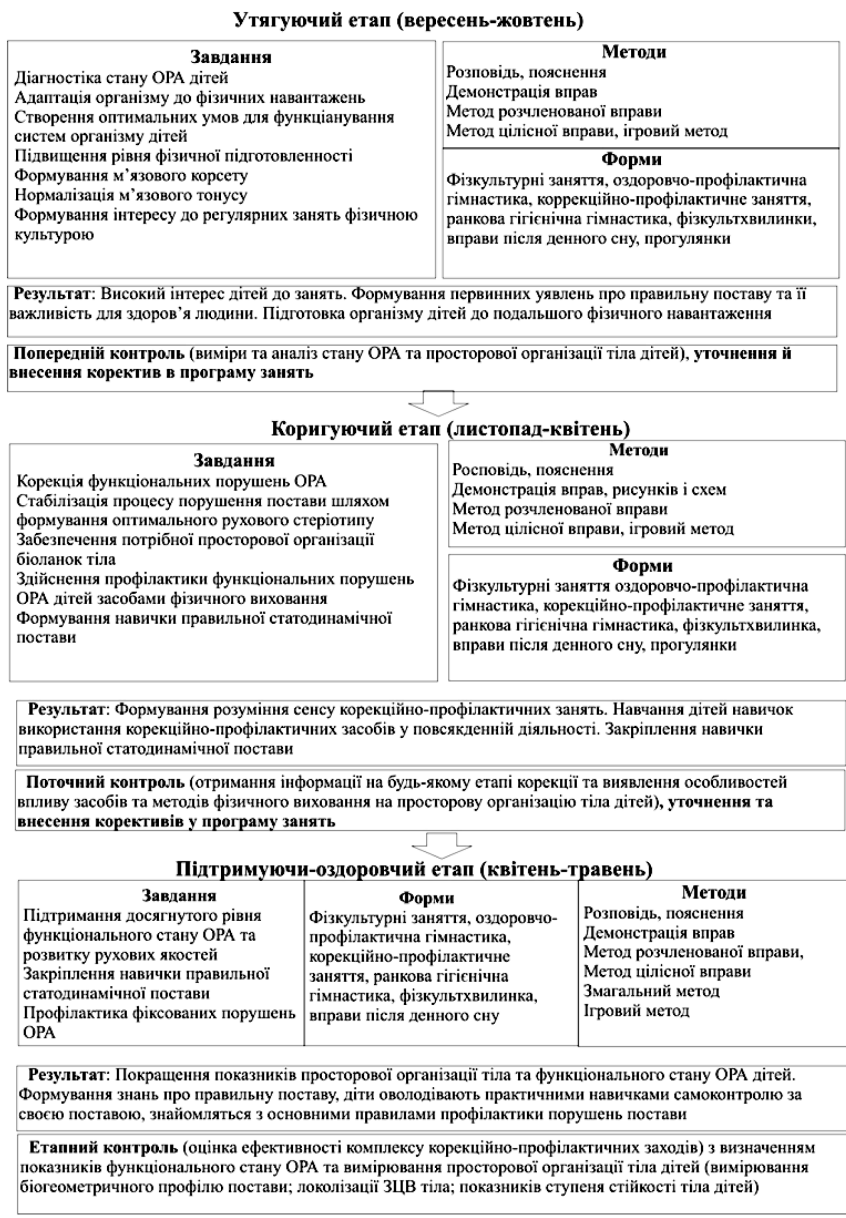 Утягуючий етап (вересень-жовтень)
Завдання
Діагностіка стану ОРА дітей
Адаптація організму до фізичних навантажень
Створення оптимальних умов для функціанування
систем організму дітей
Підвищення рівня фізичної підготовленності
Формування м’язового корсету
Нормалізація м’язового тонусу
Формування інтересу до регулярних занять фізичною
культурою
Методи
Розповідь, пояснення
Демонстрація вправ
Метод розчленованої вправи
Метод цілісної вправи, ігровий метод
Форми
Фізкультурні заняття, оздоровчо-профілактична
гімнастика, коррекційно-профілактичне заняття,
ранкова гігієнічна гімнастика, фізкультхвилинки,
вправи після денного сну, прогулянки
Результат: Високий інтерес дітей до занять. Формування первинних уявлень про правильну поставу та її
важливість для здоров’я людини. Підготовка організму дітей до подальшого фізичного навантаження
Попередній контроль (виміри та аналіз стану ОРА та просторової організації тіла дітей), уточнення й
внесення коректив в програму занять
Коригуючий етап (листопад-квітень)
Завдання
Корекція функціональних порушень ОРА
Стабілізація процесу порушення постави шляхом
формування оптимального рухового стеріотипу
Забезпечення потрібної просторової організації
біоланок тіла
Здійснення профілактики функціональних порушень
ОРА дітей засобами фізичного виховання
Формування навички правильної статодинамічної
постави
Методи
Росповідь, пояснення
Демонстрація вправ, рисунків і схем
Метод розчленованої вправи
Метод цілісної вправи, ігровий метод
Форми
Фізкультурні заняття оздоровчо-профілактична
гімнастика, корекційно-профілактичне заняття,
ранкова гігієнічна гімнастика, фізкультхвилинка,
вправи після денного сну, прогулянки
Результат: Формування розуміння сенсу корекційно-профілактичних занять. Навчання дітей навичок
використання корекційно-профілактичних засобів у повсякденній діяльності. Закріплення навички
правильної статодинамічної постави
Поточний контроль (отримання інформації на будь-якому етапі корекції та виявлення особливостей
впливу засобів та методів фізичного виховання на просторову організацію тіла дітей), уточнення та
внесення корективів у програму занять
Підтримуючи-оздоровчий етап (квітень-травень)
Завдання
Підтримання досягнутого рівня
функціонального стану ОРА та
розвитку рухових якостей
Закріплення навички правильної
статодинамічної постави
Профілактика фіксованих порушень
ОРА
Форми
Фізкультурні заняття, оздоровчо-
профілактична гімнастика,
корекційно-профілактичне
заняття, ранкова гігієнічна
гімнастика, фізкультхвилинка,
вправи після денного сну
Методи
Розповідь, пояснення
Демонстрація вправ
Метод розчленованої вправи,
Метод цілісної вправи
Змагальний метод
Ігровий метод
Результат: Покращення показників просторової організації тіла та функціонального стану ОРА дітей.
Формування знань про правильну поставу, діти оволодівають практичними навичками самоконтролю за
своєю поставою, знайомляться з основними правилами профілактики порушень постави
Етапний контроль (оцінка ефективності комплексу корекційно-профілактичних заходів) з визначенням
показників функціонального стану ОРА та вимірювання просторової організації тіла дітей (вимірювання
біогеометричного профілю постави; локолізації ЗЦВ тіла; показників ступеня стійкості тіла дітей)